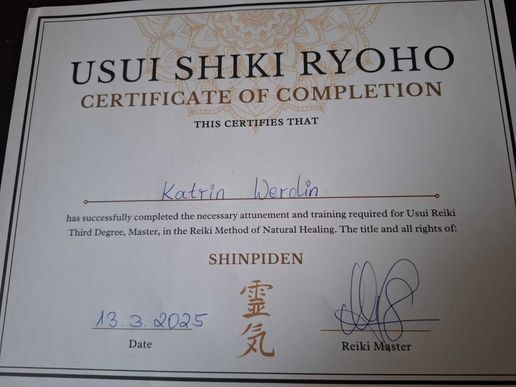 USUI SHIKI RYOHO
CERTIFICATE OF COMPLETION
THIS CERTIFIES THAT
Katrin Werdin
has successfully completed the necessary attunement and training required for Usui Reiki
Third Degree, Master, in the Reiki Method of Natural Healing. The title and all rights of:
SHINPIDEN
13.3.2025
Date
靈
気
Reiki Master